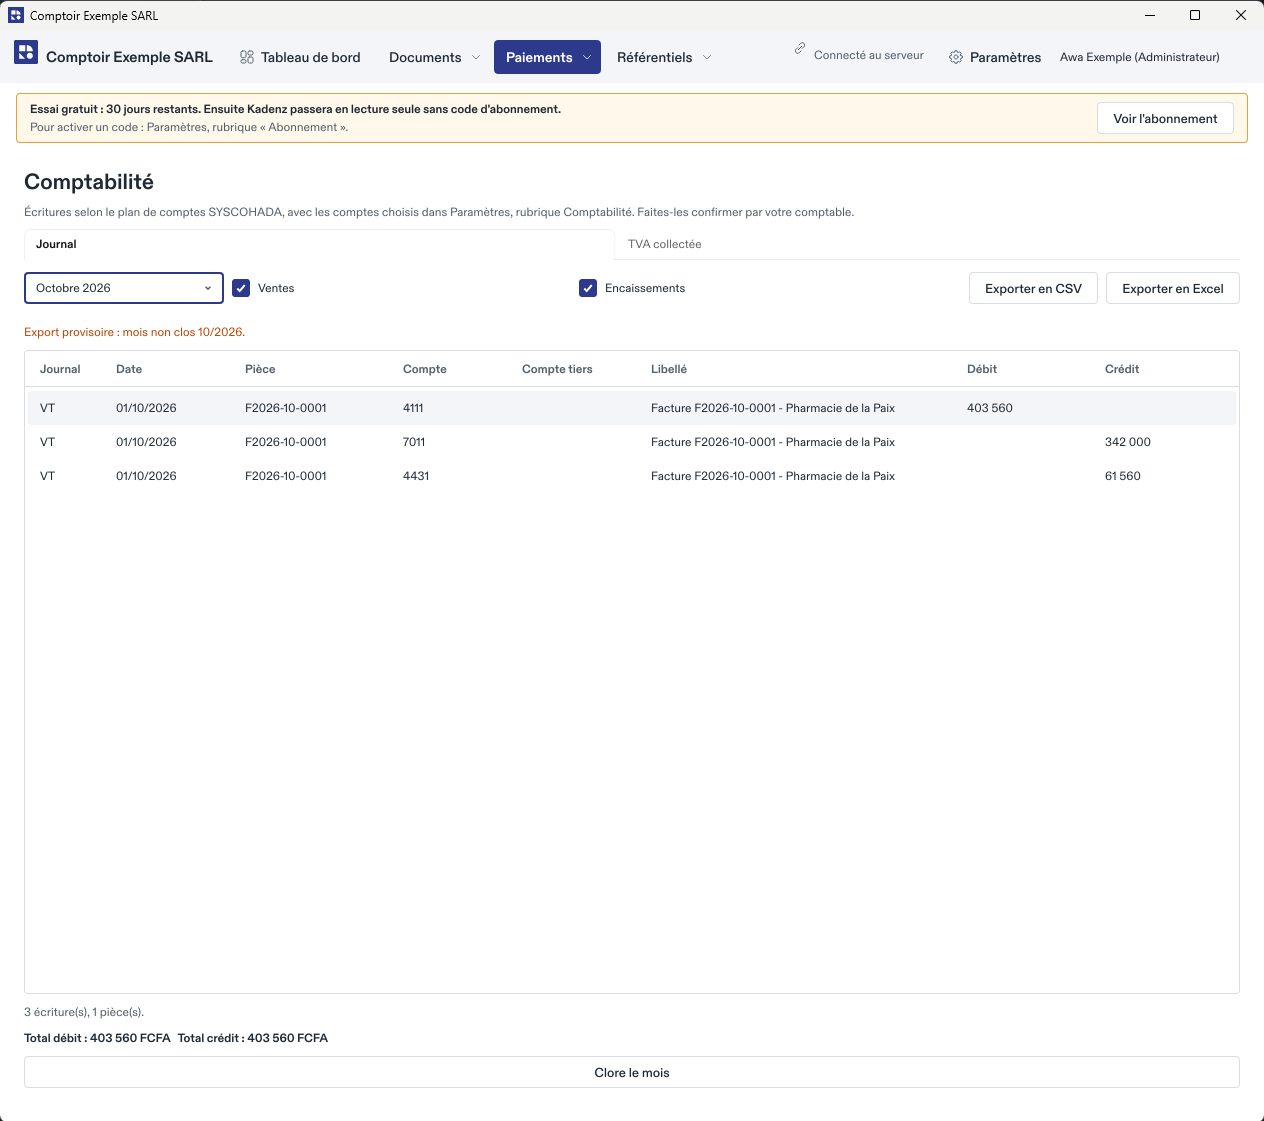 Comptoir Exemple SARL
Comptoir Exemple SARL Tableau de bord Documents Paiements Référentiels Connecté au serveur Paramètres Awa Exemple (Administrateur)
Essai gratuit : 30 jours restants. Ensuite Kadenz passera en lecture seule sans code d'abonnement.
Pour activer un code : Paramètres, rubrique « Abonnement ».
Voir l'abonnement
Comptabilité
Écritures selon le plan de comptes SYSCOHADA, avec les comptes choisis dans Paramètres, rubrique Comptabilité. Faites-les confirmer par votre comptable.
Journal TVA collectée
Octobre 2026 Ventes Encaissements Exporter en CSV Exporter en Excel
Export provisoire : mois non clos 10/2026.
Journal Date Pièce Compte Compte tiers Libellé Débit Crédit
VT 01/10/2026 F2026-10-0001 4111 Facture F2026-10-0001 - Pharmacie de la Paix 403 560
VT 01/10/2026 F2026-10-0001 7011 Facture F2026-10-0001 - Pharmacie de la Paix 342 000
VT 01/10/2026 F2026-10-0001 4431 Facture F2026-10-0001 - Pharmacie de la Paix 61 560
3 écriture(s), 1 pièce(s).
Total débit : 403 560 FCFA Total crédit : 403 560 FCFA
Clore le mois